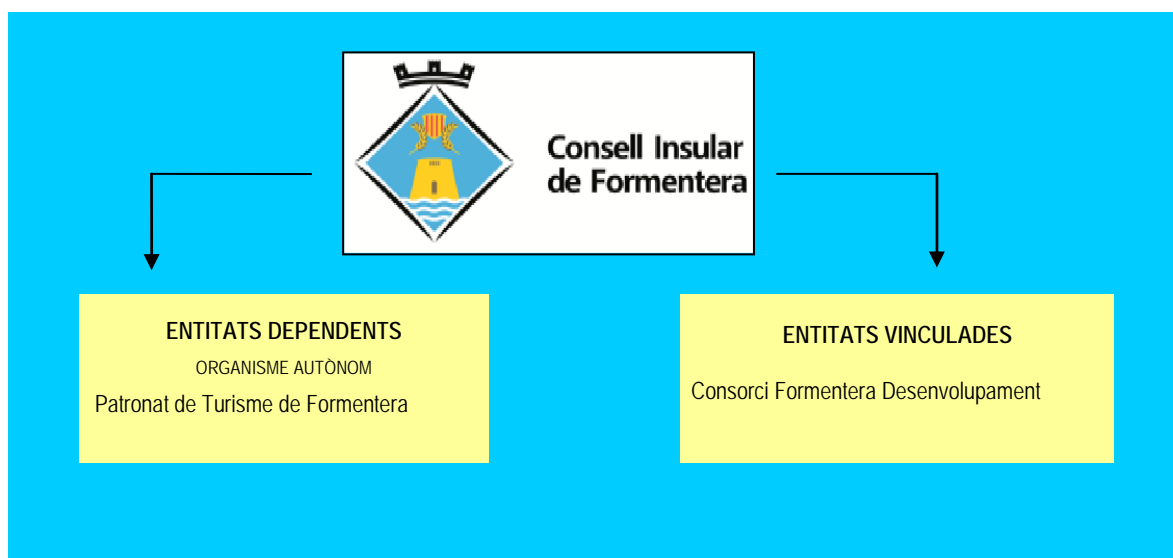 Consell Insular
de Formentera
ENTITATS DEPENDENTS
ORGANISME AUTÒNOM
Patronat de Turisme de Formentera
ENTITATS VINCULADES
Consorci Formentera Desenvolupament